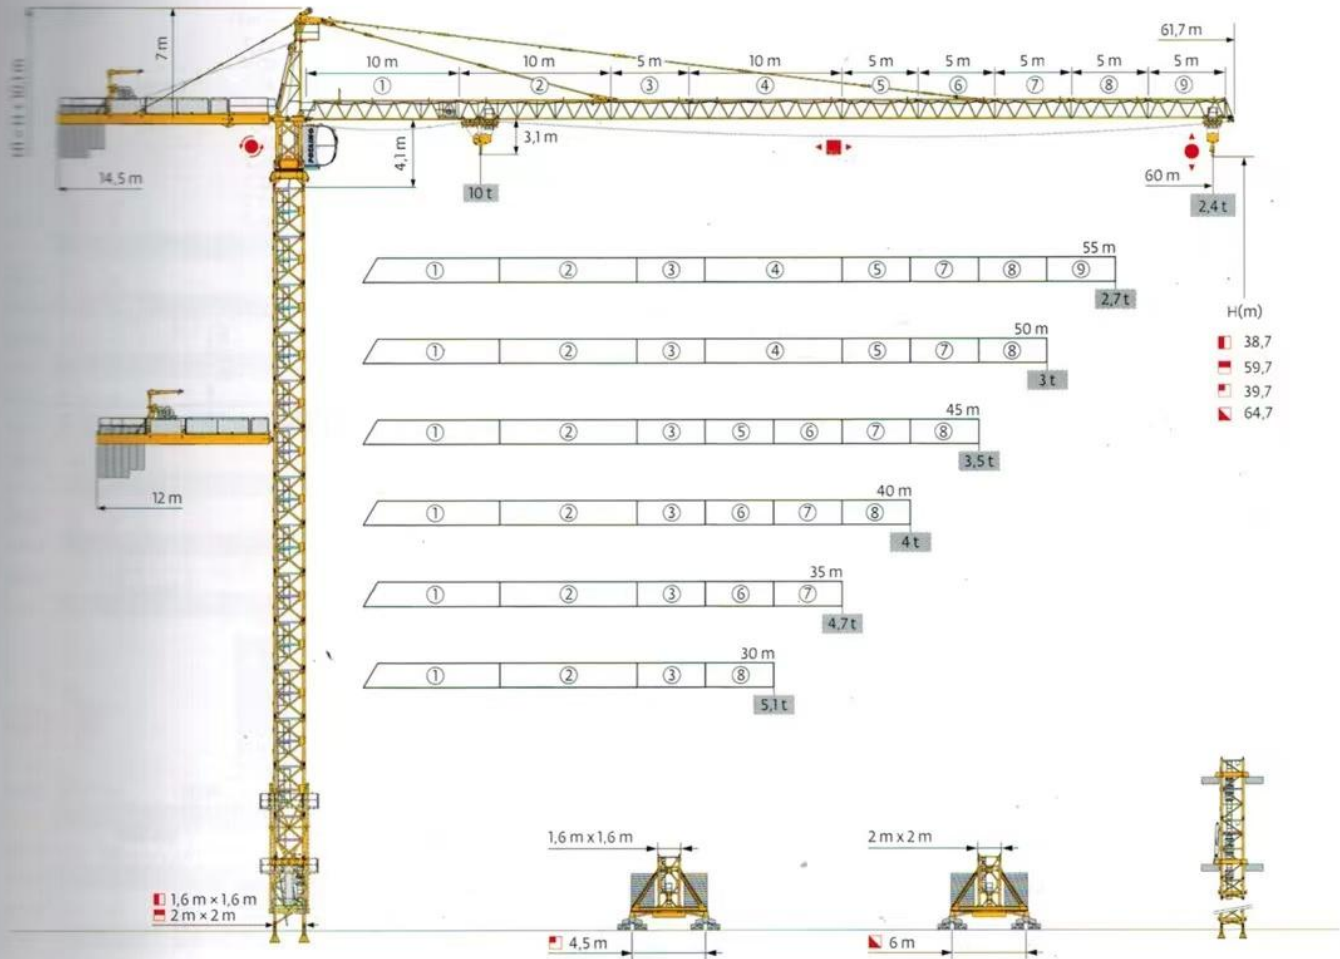 7 m
61,7 m
10 m
10 m
5 m
10 m
5 m
5 m
5 m
5 m
5 m
①
②
③
④
⑤
⑥
⑦
⑧
⑨
14,5 m
4,1 m
3,1 m
10 t
60 m
2,4 t
55 m
① ② ③ ④ ⑤ ⑦ ⑧ ⑨
2,7 t
50 m
① ② ③ ④ ⑤ ⑦ ⑧
3 t
45 m
① ② ③ ⑤ ⑥ ⑦ ⑧
3,5 t
40 m
① ② ③ ⑥ ⑦ ⑧
4 t
35 m
① ② ③ ⑥ ⑦
4,7 t
30 m
① ② ③ ⑧
5,1 t
H(m)
38,7
59,7
39,7
64,7
12 m
1,6 m × 1,6 m
2 m × 2 m
1,6 m x 1,6 m
4,5 m
2 m x 2 m
6 m